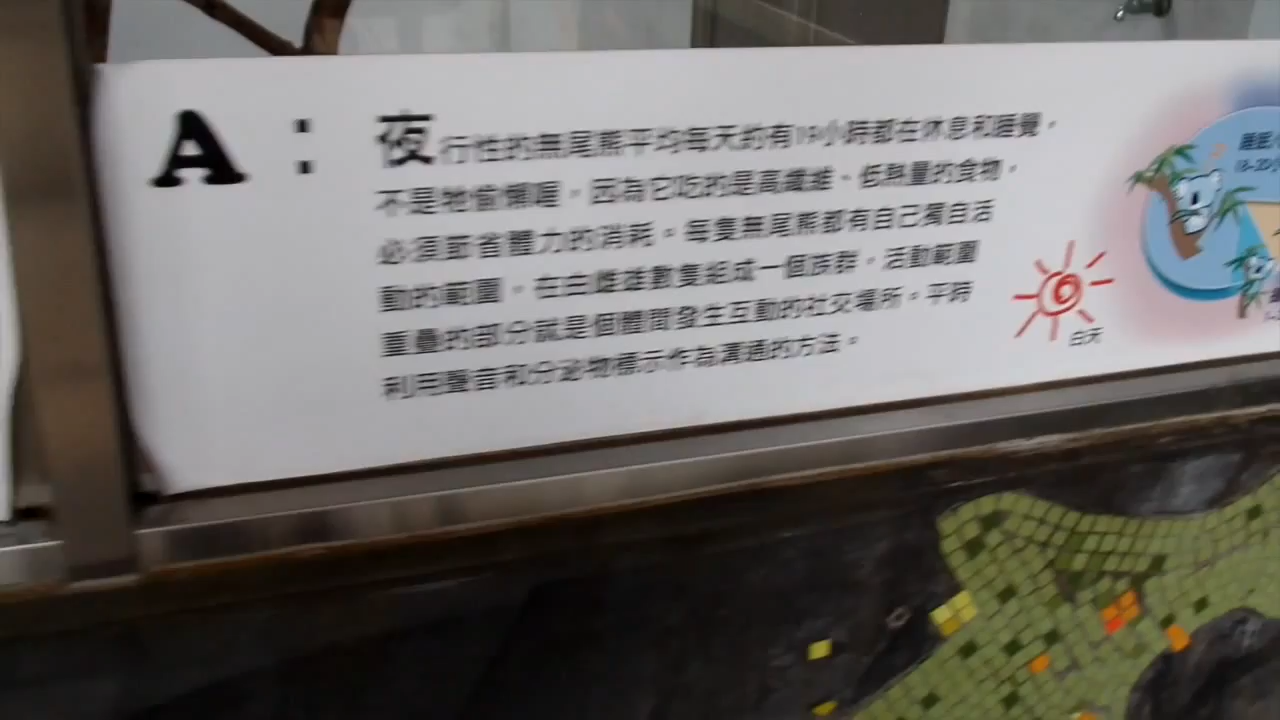 A：
夜行性的無尾熊平均每天約有19小時都在休息和睡覺，
不是牠偷懶喔，因為它吃的是高纖維、低熱量的食物，
必須節省體力的消耗。每隻無尾熊都有自己獨自活
動的範圍，在由雌雄數隻組成一個族群，活動範圍
重疊的部分就是個體間發生互動的社交場所。平時
利用聲音和分泌物標示作為溝通的方法。
白天
睡眠